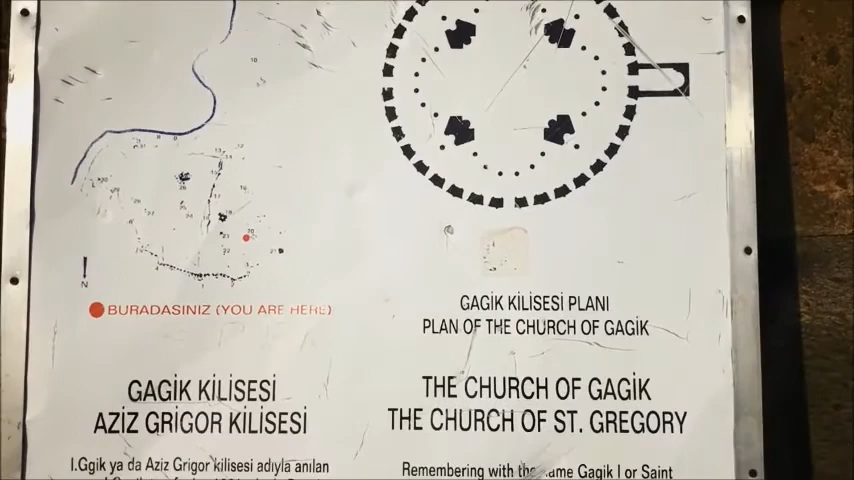 N
BURADASINIZ (YOU ARE HERE)
GAGİK KİLİSESİ PLANI
PLAN OF THE CHURCH OF GAGİK
GAGİK KİLİSESİ
AZİZ GRİGOR KİLİSESİ
THE CHURCH OF GAGİK
THE CHURCH OF ST. GREGORY
I.Ggik ya da Aziz Grigor kilisesi adıyla anılan
Remembering with the name Gagik I or Saint